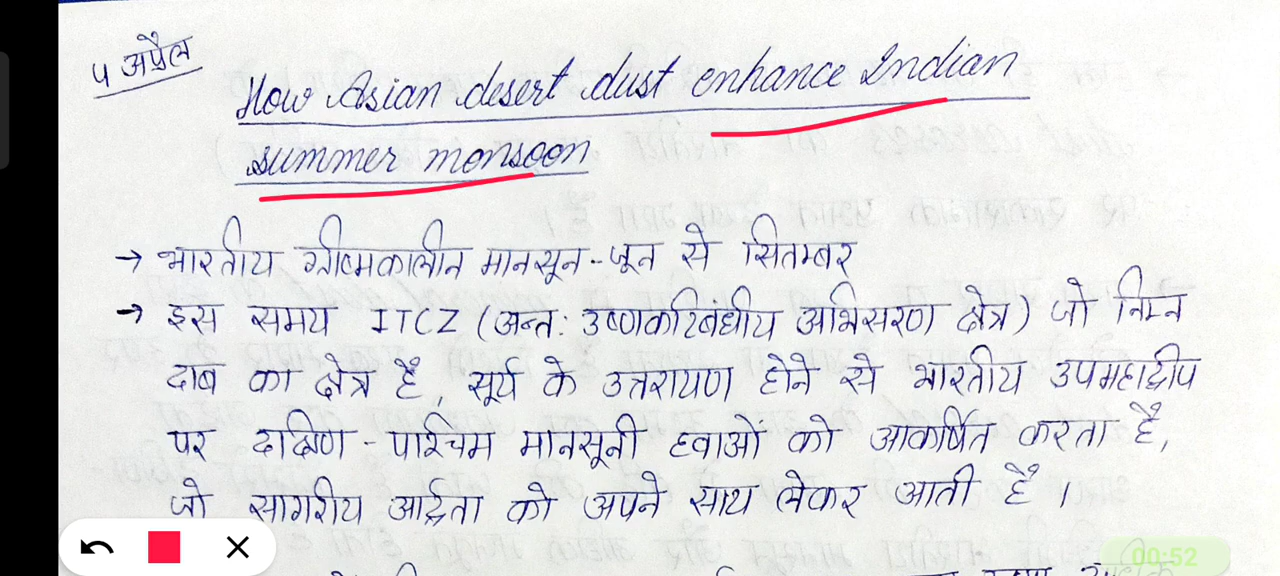 ५ अप्रैल
How Asian desert dust enhance Indian
summer monsoon
→ भारतीय ग्रीष्मकालीन मानसून - जून से सितम्बर
→ इस समय ITCZ (अन्त: उष्णकटिबंधीय अभिसरण क्षेत्र) जो निम्न
दाब का क्षेत्र है, सूर्य के उत्तरायण होने से भारतीय उपमहाद्वीप
पर दक्षिण - पश्चिम मानसूनी हवाओं को आकर्षित करता है,
जो सागरीय आर्द्रता को अपने साथ लेकर आती है ।
00:52